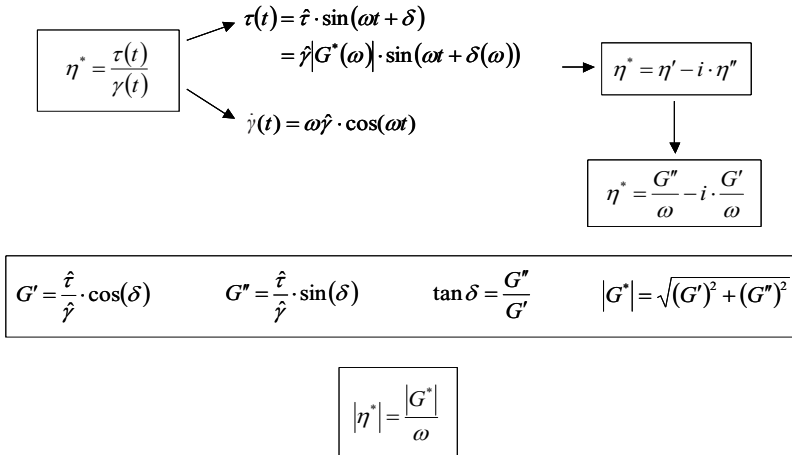 η* = τ(t)/γ(t)
τ(t) = τ̂ · sin(ωt + δ)
= γ̂|G*(ω)| · sin(ωt + δ(ω))
γ̇(t) = ωγ̂ · cos(ωt)
η* = η′ − i · η″
η* = G″/ω − i · G′/ω
G′ = τ̂/γ̂ · cos(δ) G″ = τ̂/γ̂ · sin(δ) tan δ = G″/G′ |G*| = √((G′)² + (G″)²)
|η*| = |G*|/ω